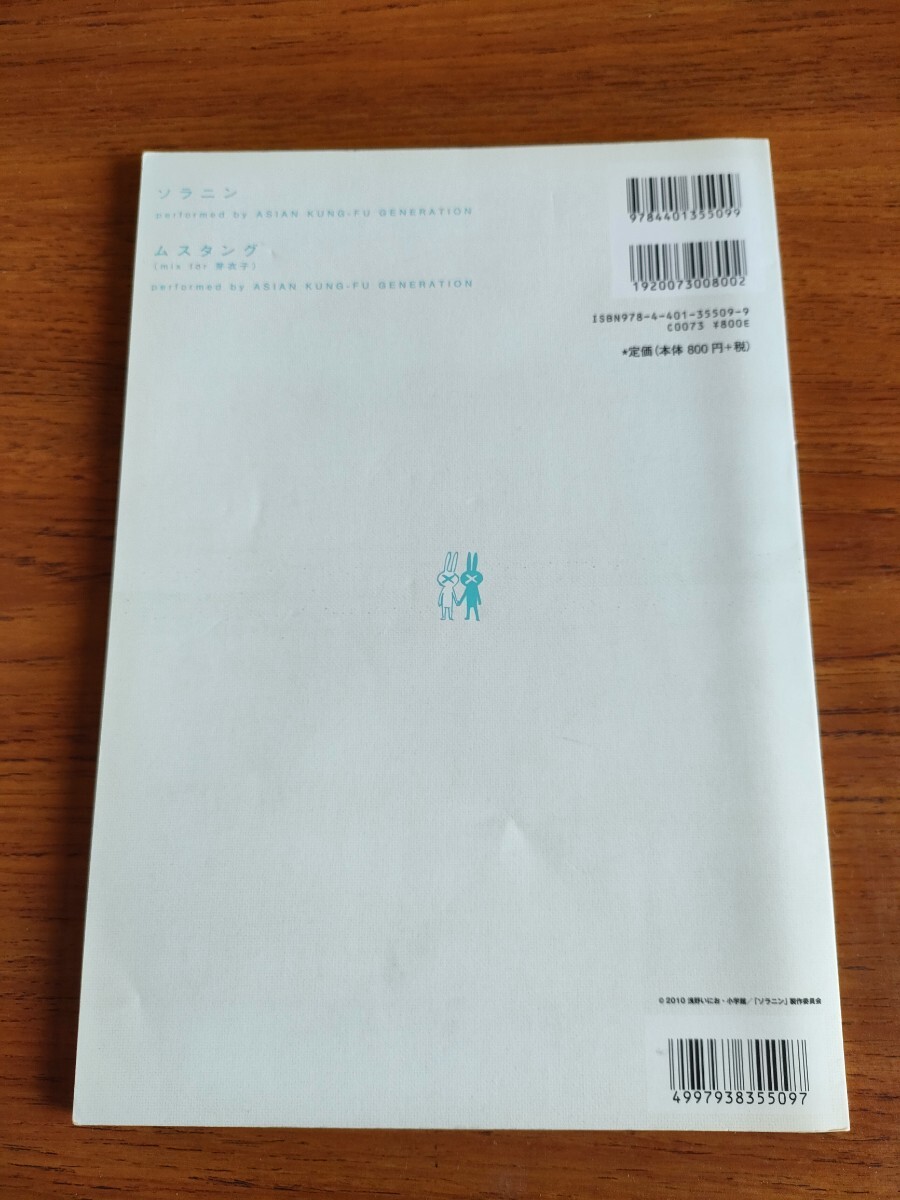 ソラニン
performed by ASIAN KUNG-FU GENERATION
ムスタング
(mix for 芽衣子)
performed by ASIAN KUNG-FU GENERATION
9784401355099
1920073008002
ISBN978-4-401-35509-9
C0073 ¥800E
*定価(本体 800円+税)
© 2010 浅野いにお・小学館/「ソラニン」製作委員会
4997938355097